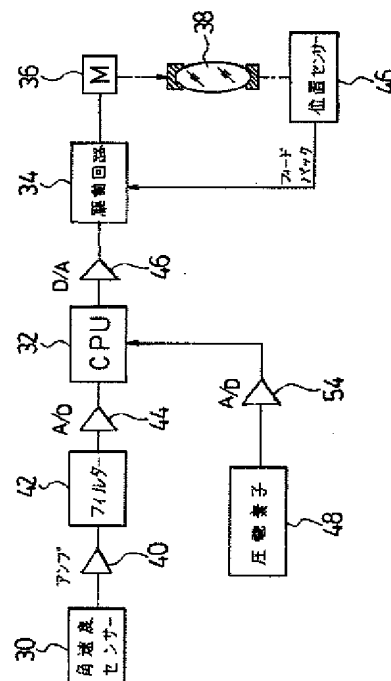 30
角速度
センサー
アンプ
40
42
フィルター
A/D
44
32
CPU
D/A
46
34
駆動回路
36
M
38
フィード
バック
位置センサー
46
48
圧電素子
A/D
54